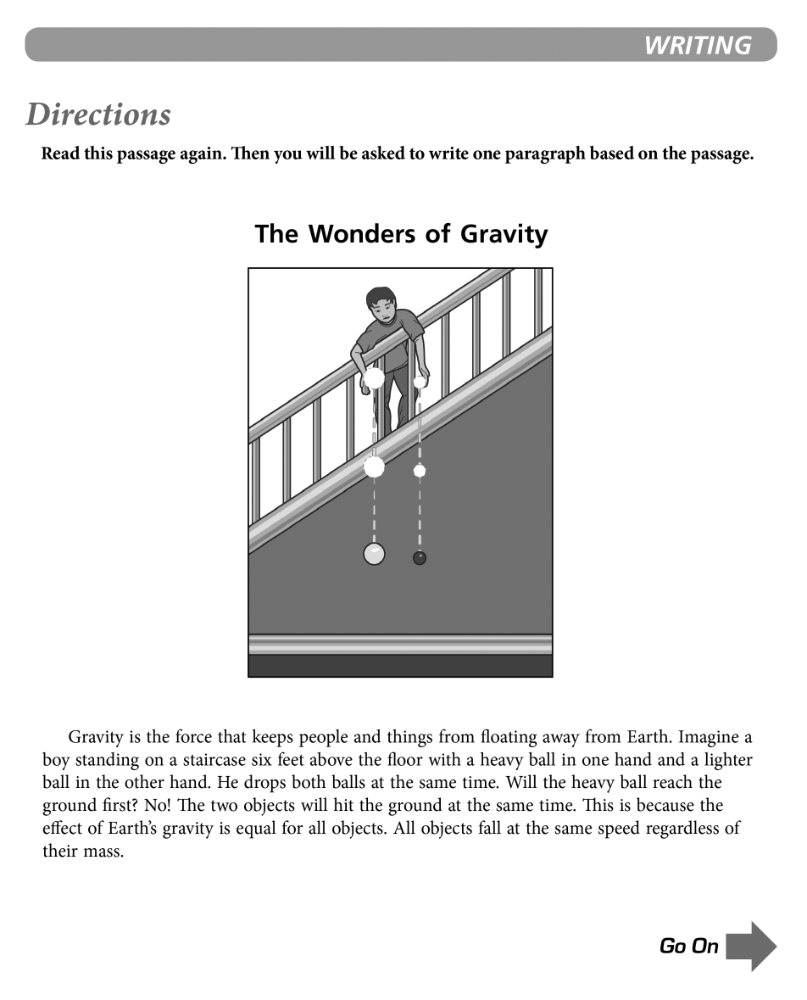 WRITING
Directions
Read this passage again. Then you will be asked to write one paragraph based on the passage.
The Wonders of Gravity
Gravity is the force that keeps people and things from floating away from Earth. Imagine a
boy standing on a staircase six feet above the floor with a heavy ball in one hand and a lighter
ball in the other hand. He drops both balls at the same time. Will the heavy ball reach the
ground first? No! The two objects will hit the ground at the same time. This is because the
effect of Earth’s gravity is equal for all objects. All objects fall at the same speed regardless of
their mass.
Go On